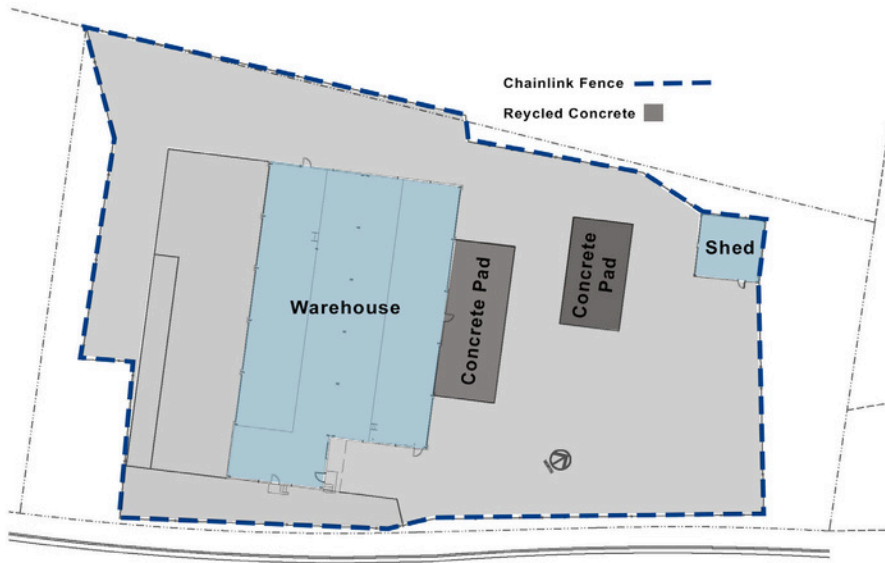 Chainlink Fence
Reycled Concrete
Shed
Concrete
Pad
Warehouse
Concrete Pad